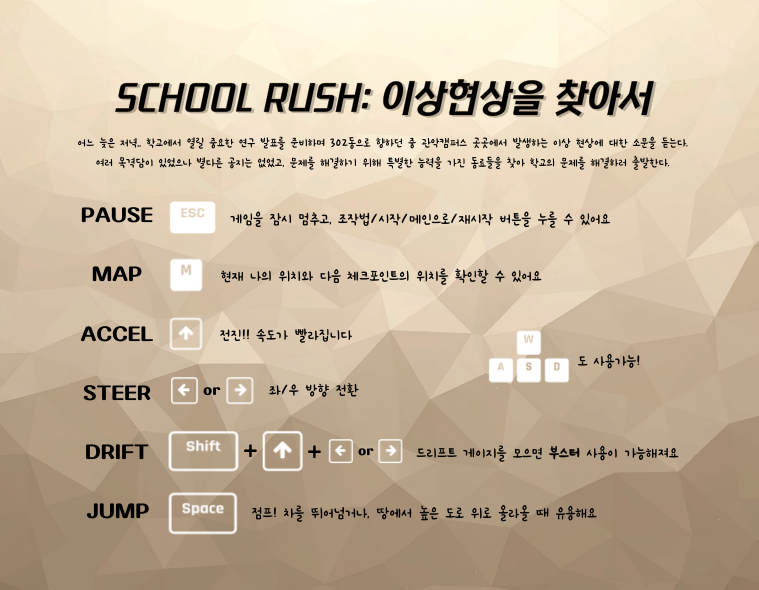 SCHOOL RUSH: 이상현상을 찾아서
어느 늦은 저녁.. 학교에서 열릴 중요한 연구 발표를 준비하며 302동으로 향하던 중 관악캠퍼스 곳곳에서 발생하는 이상 현상에 대한 소문을 듣는다.
여러 목격담이 있었으나 별다른 공지는 없었고, 문제를 해결하기 위해 특별한 능력을 가진 동료들을 찾아 학교의 문제를 해결하러 출발한다.
PAUSE ESC 게임을 잠시 멈추고, 조작법/시작/메인으로/재시작 버튼을 누를 수 있어요
MAP M 현재 나의 위치와 다음 체크포인트의 위치를 확인할 수 있어요
ACCEL ↑ 전진!! 속도가 빨라집니다
W
A S D 도 사용가능!
STEER ← or → 좌/우 방향 전환
DRIFT Shift + ↑ + ← or → 드리프트 게이지를 모으면 부스터 사용이 가능해져요
JUMP Space 점프! 차를 뛰어넘거나, 땅에서 높은 도로 위로 올라올 때 유용해요